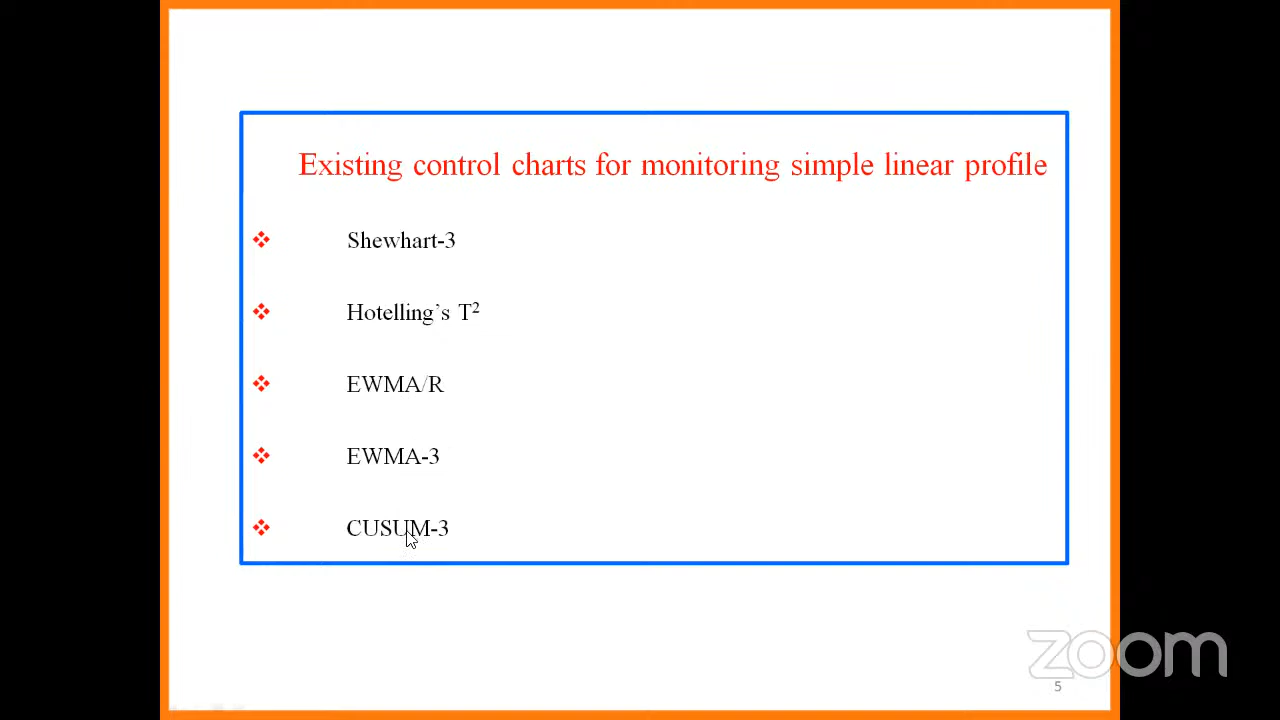 Existing control charts for monitoring simple linear profile
Shewhart-3
Hotelling’s T²
EWMA/R
EWMA-3
CUSUM-3
zoom
5